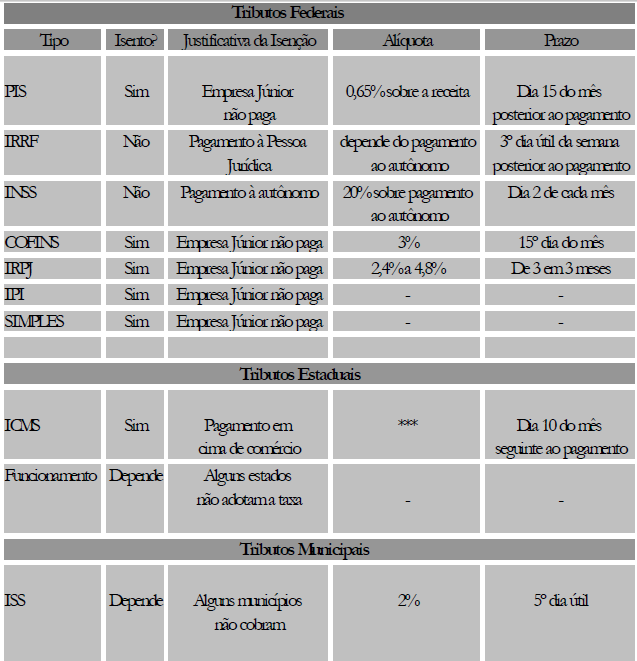 Tributos Federais
Tipo Isento? Justificativa da Isenção Alíquota Prazo
PIS Sim Empresa Júnior não paga 0,65% sobre a receita Dia 15 do mês posterior ao pagamento
IRRF Não Pagamento à Pessoa Jurídica depende do pagamento ao autônomo 3º dia útil da semana posterior ao pagamento
INSS Não Pagamento à autônomo 20% sobre pagamento ao autônomo Dia 2 de cada mês
COFINS Sim Empresa Júnior não paga 3% 15º dia do mês
IRPJ Sim Empresa Júnior não paga 2,4% a 4,8% De 3 em 3 meses
IPI Sim Empresa Júnior não paga - -
SIMPLES Sim Empresa Júnior não paga - -
Tributos Estaduais
ICMS Sim Pagamento em cima de comércio *** Dia 10 do mês seguinte ao pagamento
Funcionamento Depende Alguns estados não adotam a taxa - -
Tributos Municipais
ISS Depende Alguns municípios não cobram 2% 5º dia útil